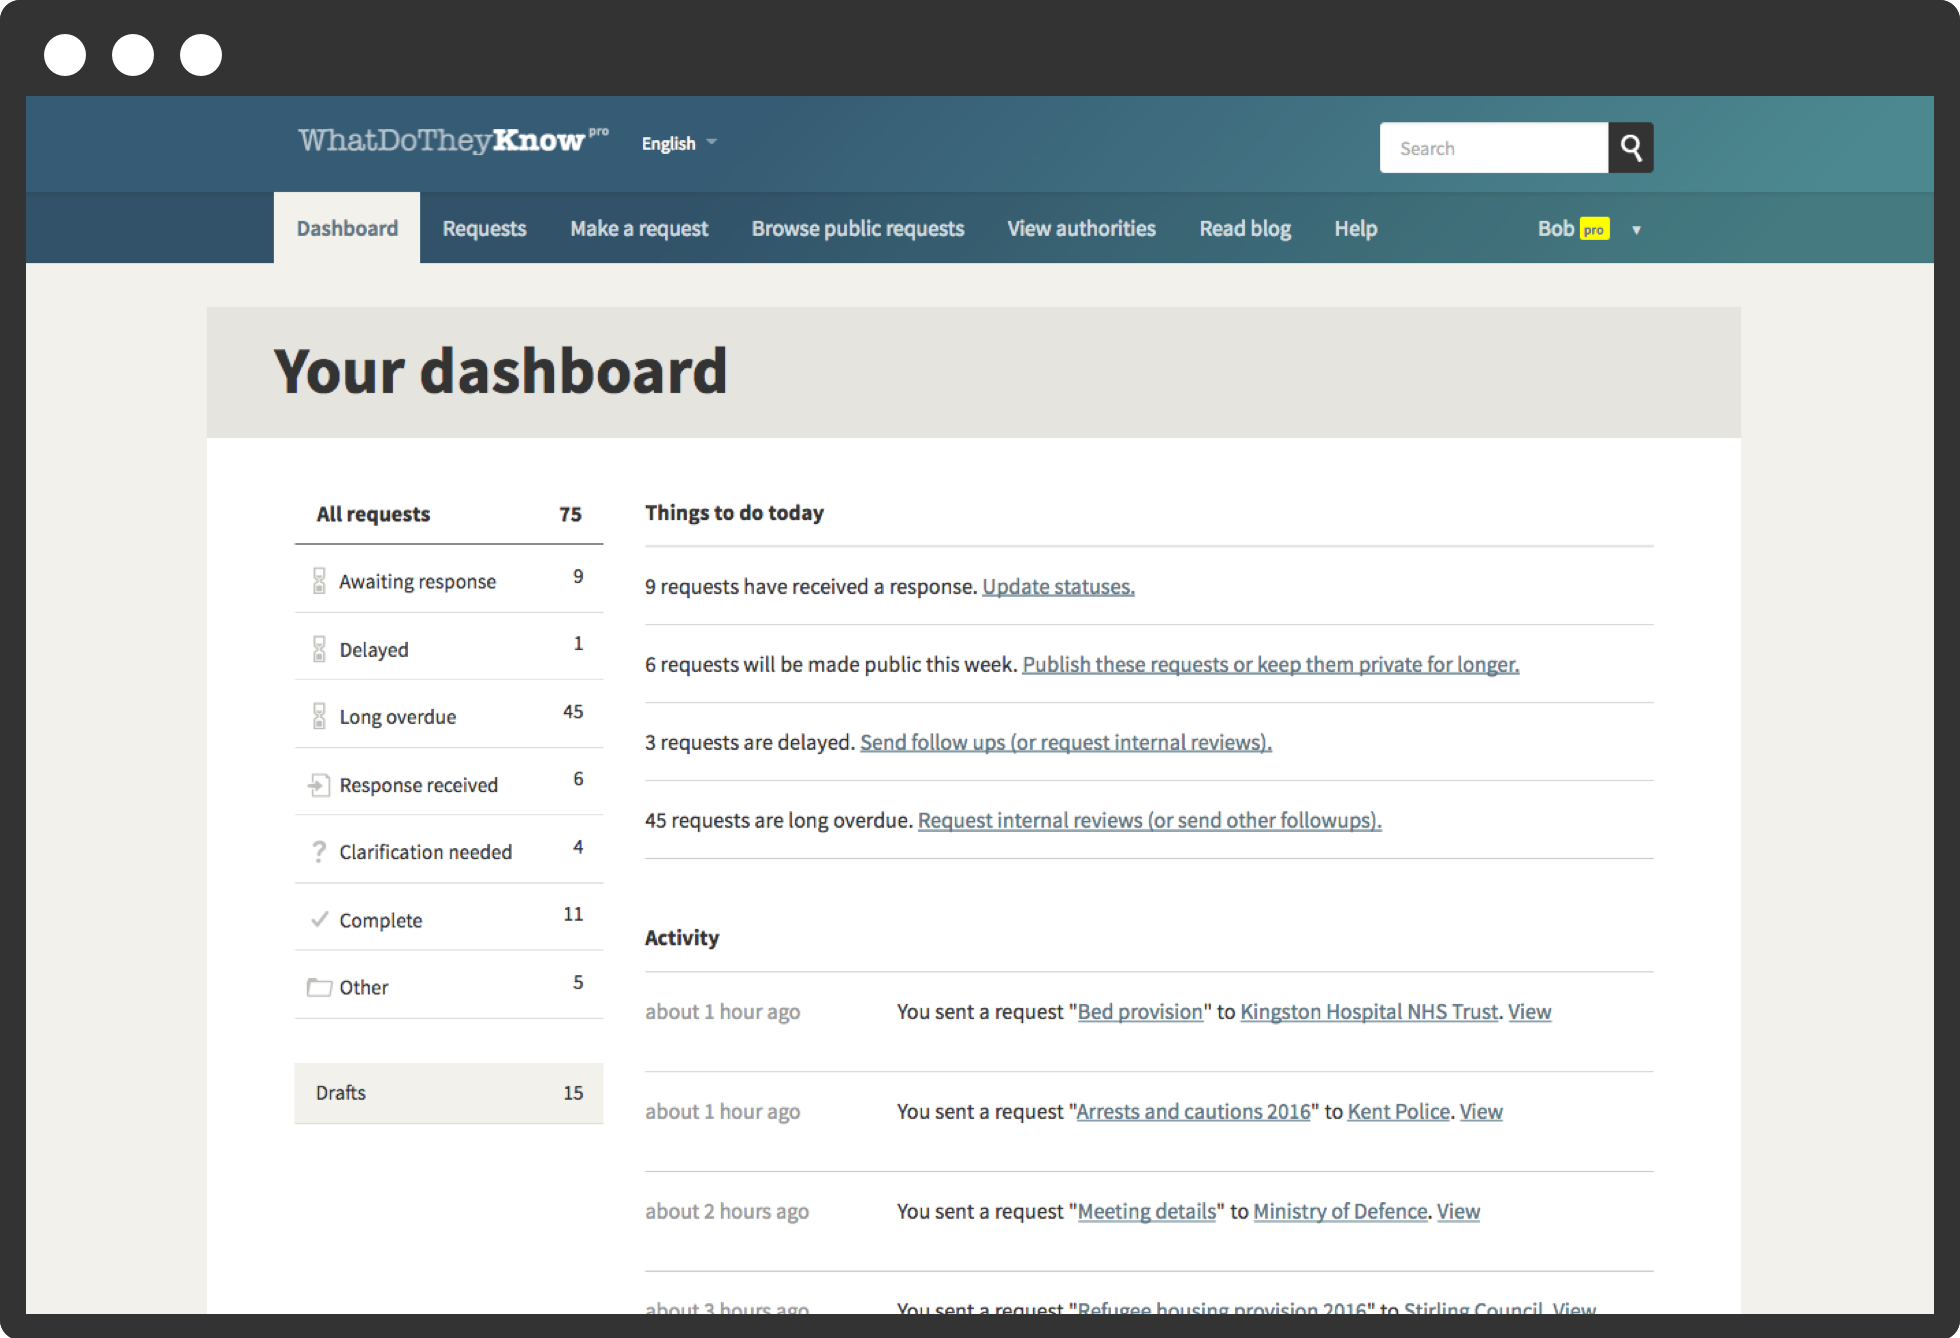 WhatDoTheyKnow pro English Search
Dashboard Requests Make a request Browse public requests View authorities Read blog Help Bob pro
Your dashboard
All requests 75
Awaiting response 9
Delayed 1
Long overdue 45
Response received 6
Clarification needed 4
Complete 11
Other 5
Drafts 15
Things to do today
9 requests have received a response. Update statuses.
6 requests will be made public this week. Publish these requests or keep them private for longer.
3 requests are delayed. Send follow ups (or request internal reviews).
45 requests are long overdue. Request internal reviews (or send other followups).
Activity
about 1 hour ago You sent a request "Bed provision" to Kingston Hospital NHS Trust. View
about 1 hour ago You sent a request "Arrests and cautions 2016" to Kent Police. View
about 2 hours ago You sent a request "Meeting details" to Ministry of Defence. View
about 3 hours ago You sent a request "Refugee housing provision 2016" to Stirling Council. View